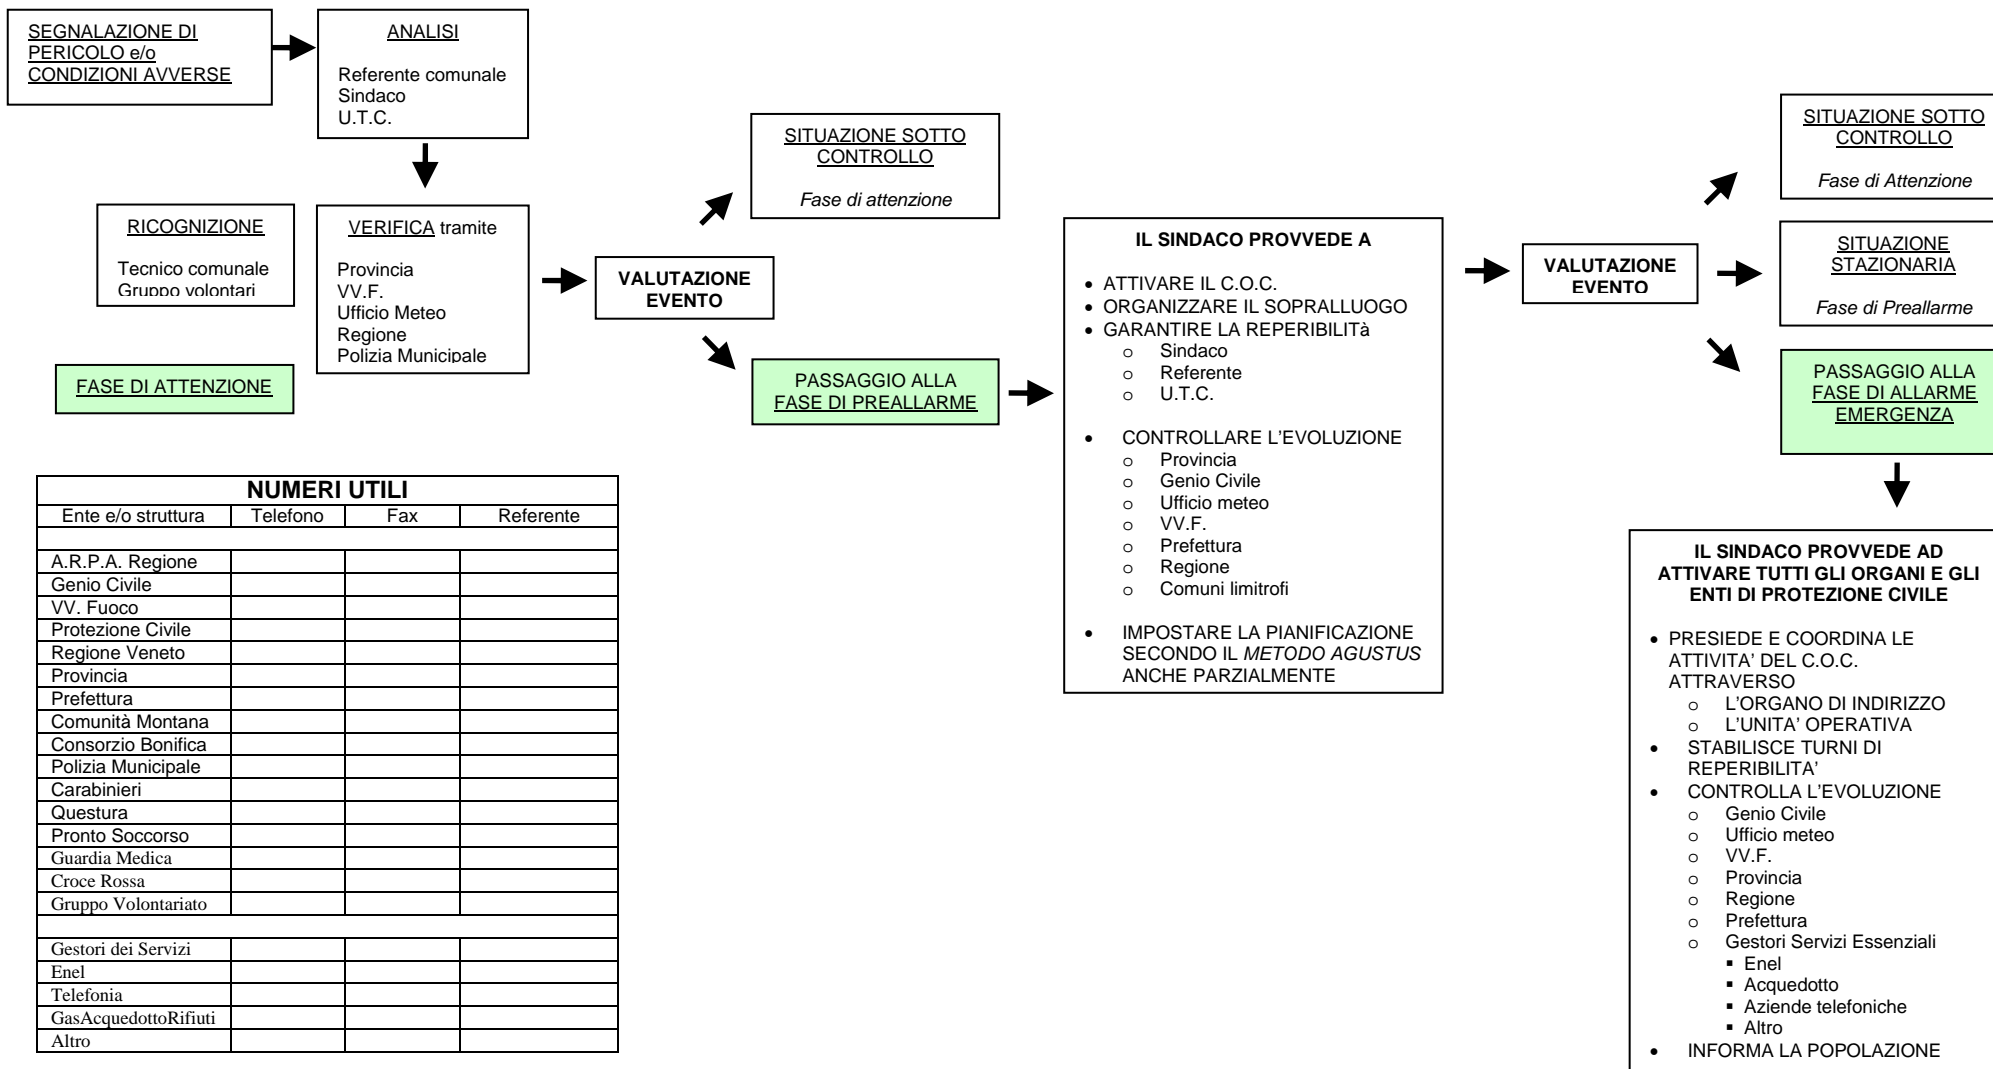 SEGNALAZIONE DI
PERICOLO e/o
CONDIZIONI AVVERSE
ANALISI
Referente comunale
Sindaco
U.T.C.
RICOGNIZIONE
Tecnico comunale
Gruppo volontari
VERIFICA tramite
Provincia
VV.F.
Ufficio Meteo
Regione
Polizia Municipale
FASE DI ATTENZIONE
VALUTAZIONE
EVENTO
SITUAZIONE SOTTO
CONTROLLO
Fase di attenzione
PASSAGGIO ALLA
FASE DI PREALLARME
IL SINDACO PROVVEDE A
• ATTIVARE IL C.O.C.
• ORGANIZZARE IL SOPRALLUOGO
• GARANTIRE LA REPERIBILITà
o Sindaco
o Referente
o U.T.C.
• CONTROLLARE L'EVOLUZIONE
o Provincia
o Genio Civile
o Ufficio meteo
o VV.F.
o Prefettura
o Regione
o Comuni limitrofi
• IMPOSTARE LA PIANIFICAZIONE
SECONDO IL METODO AGUSTUS
ANCHE PARZIALMENTE
VALUTAZIONE
EVENTO
SITUAZIONE SOTTO
CONTROLLO
Fase di Attenzione
SITUAZIONE
STAZIONARIA
Fase di Preallarme
PASSAGGIO ALLA
FASE DI ALLARME
EMERGENZA
IL SINDACO PROVVEDE AD
ATTIVARE TUTTI GLI ORGANI E GLI
ENTI DI PROTEZIONE CIVILE
• PRESIEDE E COORDINA LE
ATTIVITA' DEL C.O.C.
ATTRAVERSO
o L'ORGANO DI INDIRIZZO
o L'UNITA' OPERATIVA
• STABILISCE TURNI DI
REPERIBILITA'
• CONTROLLA L'EVOLUZIONE
o Genio Civile
o Ufficio meteo
o VV.F.
o Provincia
o Regione
o Prefettura
o Gestori Servizi Essenziali
▪ Enel
▪ Acquedotto
▪ Aziende telefoniche
▪ Altro
• INFORMA LA POPOLAZIONE
NUMERI UTILI
Ente e/o struttura Telefono Fax Referente
A.R.P.A. Regione
Genio Civile
VV. Fuoco
Protezione Civile
Regione Veneto
Provincia
Prefettura
Comunità Montana
Consorzio Bonifica
Polizia Municipale
Carabinieri
Questura
Pronto Soccorso
Guardia Medica
Croce Rossa
Gruppo Volontariato
Gestori dei Servizi
Enel
Telefonia
GasAcquedottoRifiuti
Altro